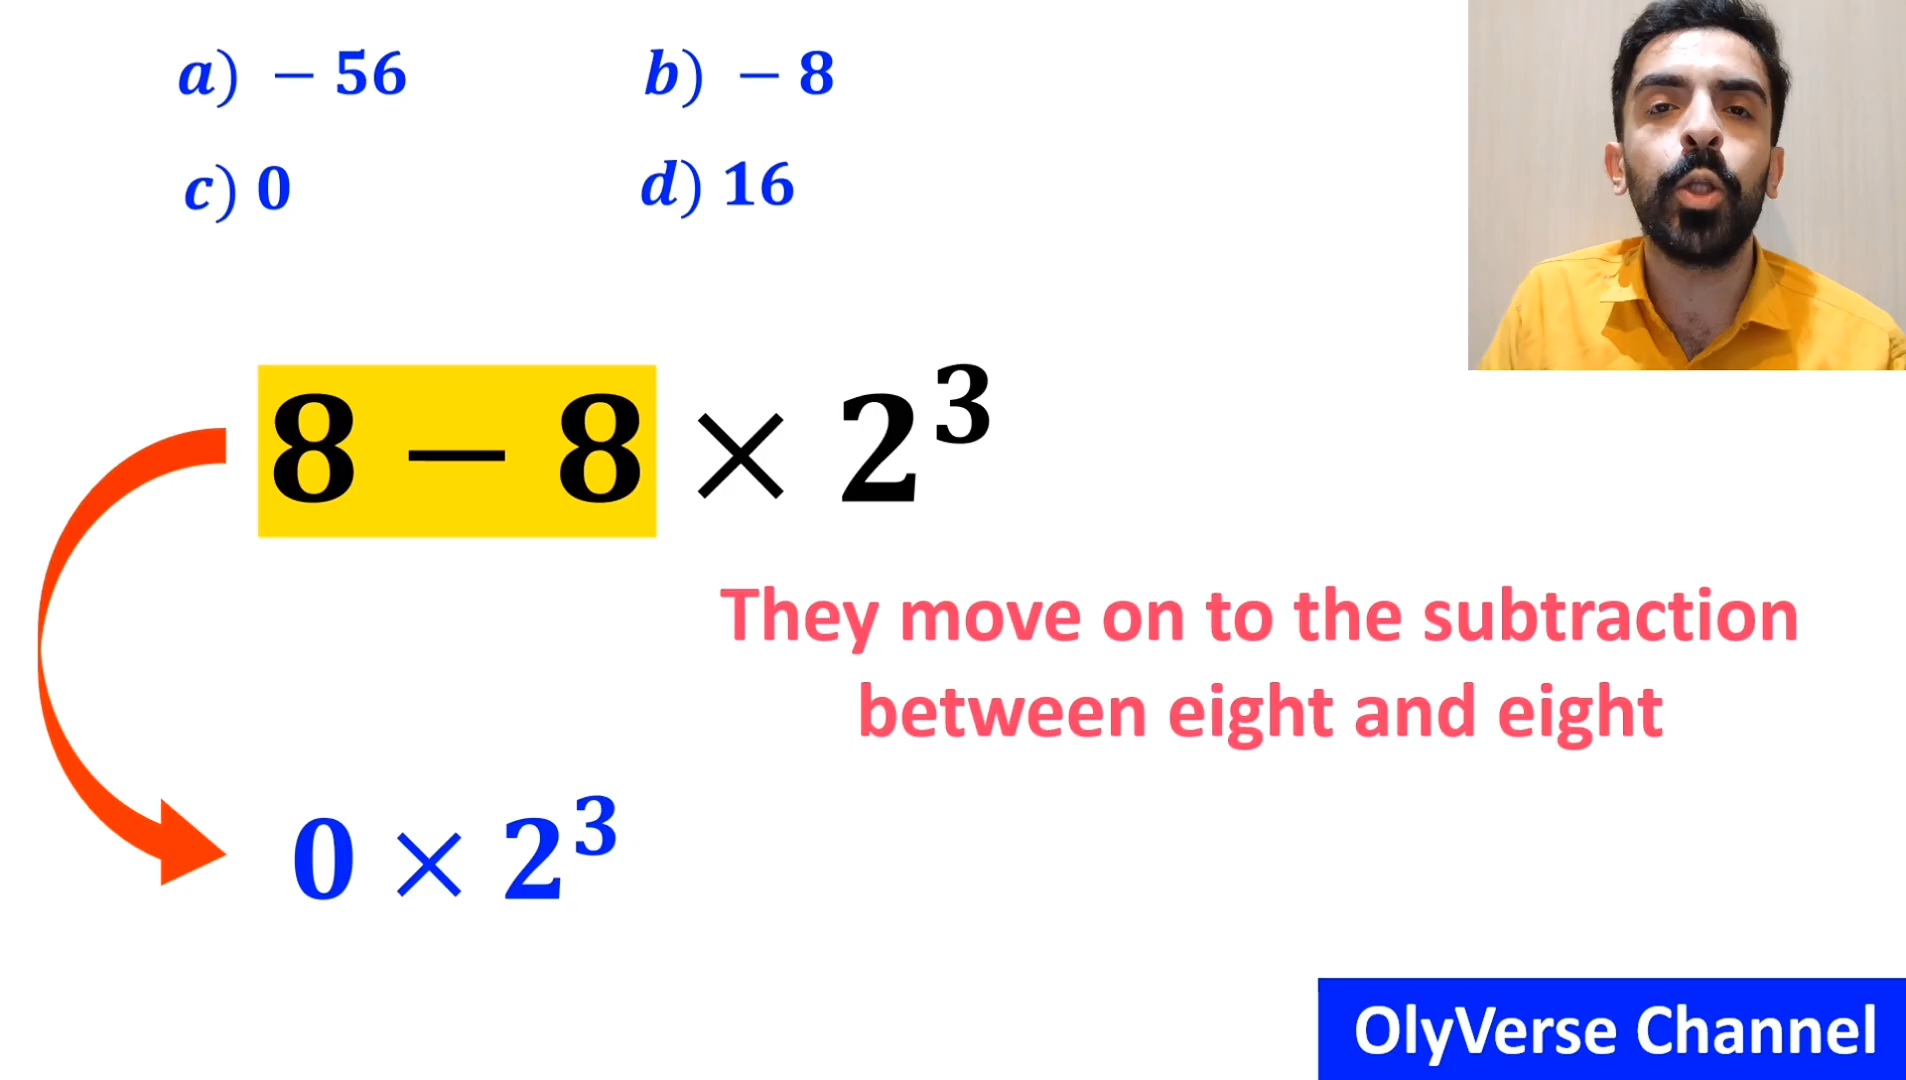 a) − 56 b) − 8
c) 0 d) 16
8 − 8 × 2³
They move on to the subtraction
between eight and eight
0 × 2³
OlyVerse Channel